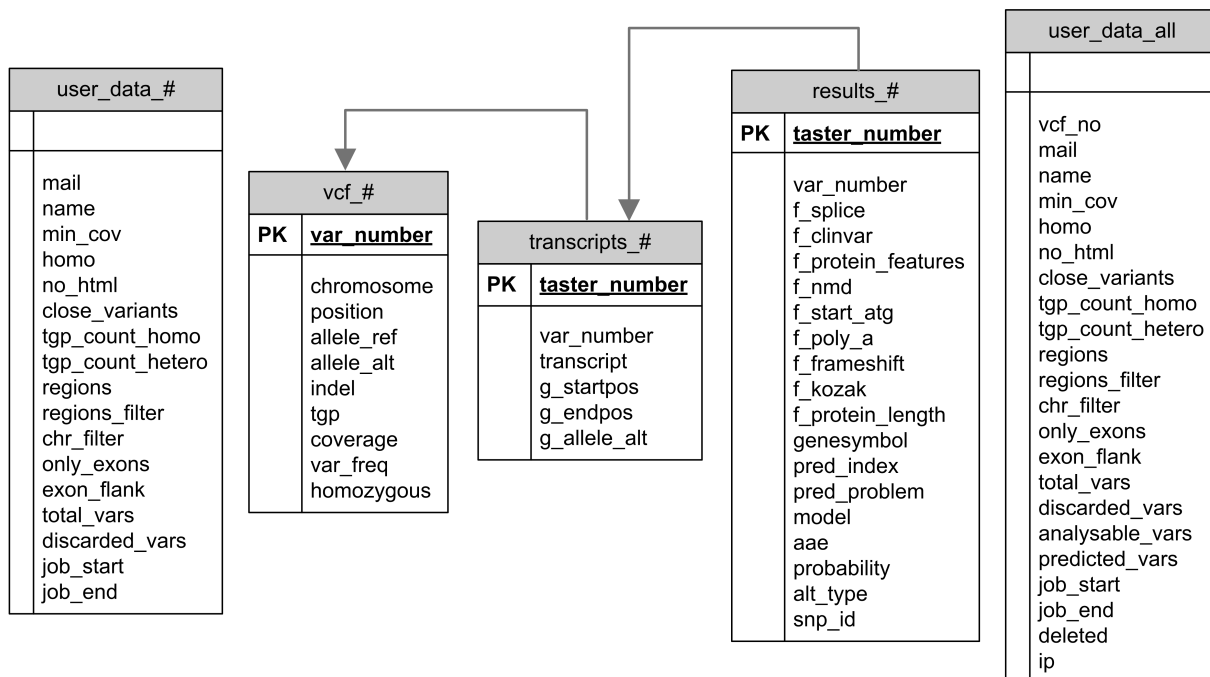 user_data_#
mail
name
min_cov
homo
no_html
close_variants
tgp_count_homo
tgp_count_hetero
regions
regions_filter
chr_filter
only_exons
exon_flank
total_vars
discarded_vars
job_start
job_end
vcf_#
PK var_number
chromosome
position
allele_ref
allele_alt
indel
tgp
coverage
var_freq
homozygous
transcripts_#
PK taster_number
var_number
transcript
g_startpos
g_endpos
g_allele_alt
results_#
PK taster_number
var_number
f_splice
f_clinvar
f_protein_features
f_nmd
f_start_atg
f_poly_a
f_frameshift
f_kozak
f_protein_length
genesymbol
pred_index
pred_problem
model
aae
probability
alt_type
snp_id
user_data_all
vcf_no
mail
name
min_cov
homo
no_html
close_variants
tgp_count_homo
tgp_count_hetero
regions
regions_filter
chr_filter
only_exons
exon_flank
total_vars
discarded_vars
analysable_vars
predicted_vars
job_start
job_end
deleted
ip